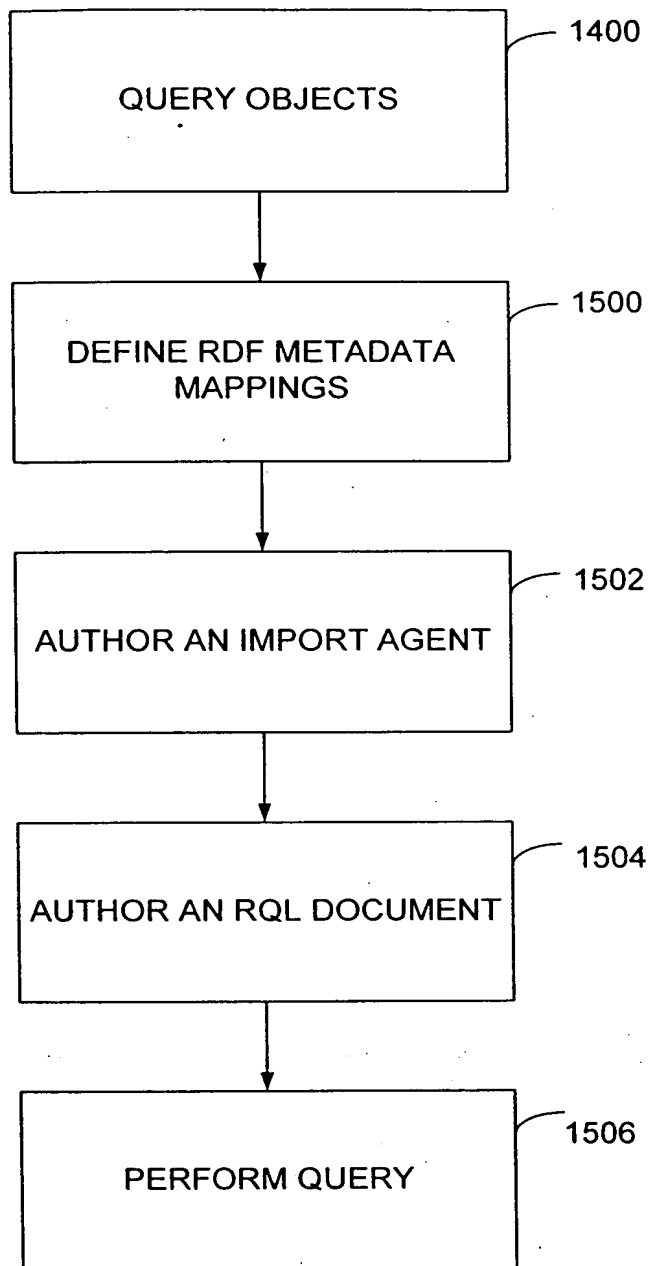 1400
QUERY OBJECTS
1500
DEFINE RDF METADATA
MAPPINGS
1502
AUTHOR AN IMPORT AGENT
1504
AUTHOR AN RQL DOCUMENT
1506
PERFORM QUERY